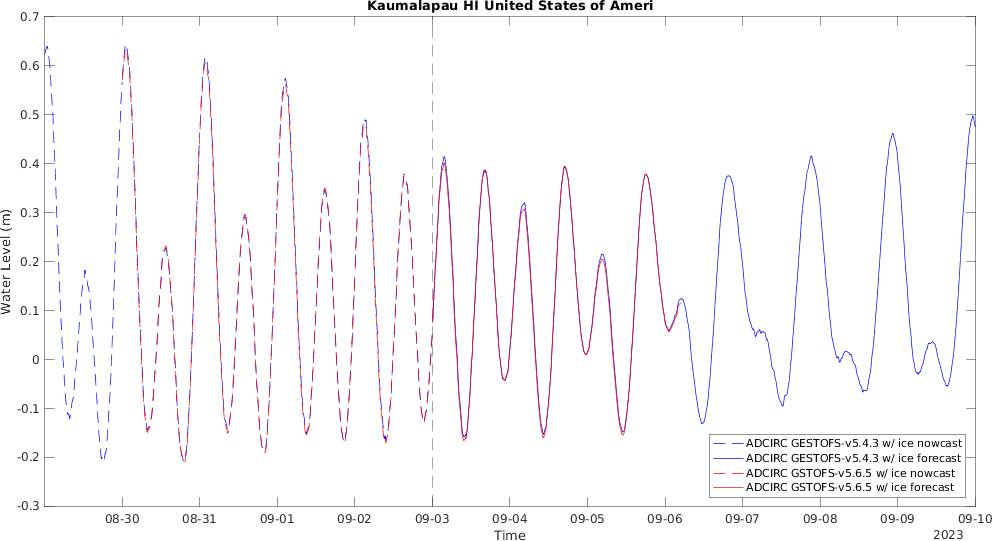 Kaumalapau HI United States of Ameri
0.7
0.6
0.5
0.4
0.3
0.2
0.1
0
-0.1
-0.2
-0.3
Water Level (m)
ADCIRC GESTOFS-v5.4.3 w/ ice nowcast
ADCIRC GESTOFS-v5.4.3 w/ ice forecast
ADCIRC GSTOFS-v5.6.5 w/ ice nowcast
ADCIRC GSTOFS-v5.6.5 w/ ice forecast
08-30 08-31 09-01 09-02 09-03 09-04 09-05 09-06 09-07 09-08 09-09 09-10
Time
2023